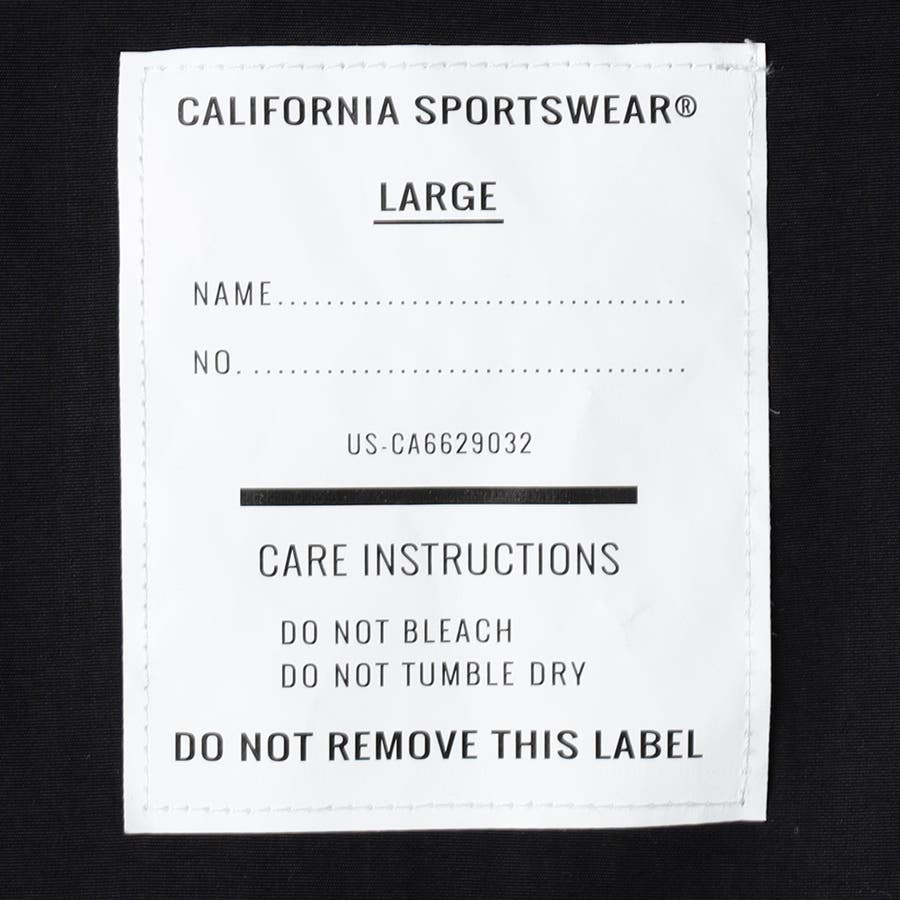 CALIFORNIA SPORTSWEAR®
LARGE
NAME..................................
NO. ....................................
US-CA6629032
CARE INSTRUCTIONS
DO NOT BLEACH
DO NOT TUMBLE DRY
DO NOT REMOVE THIS LABEL